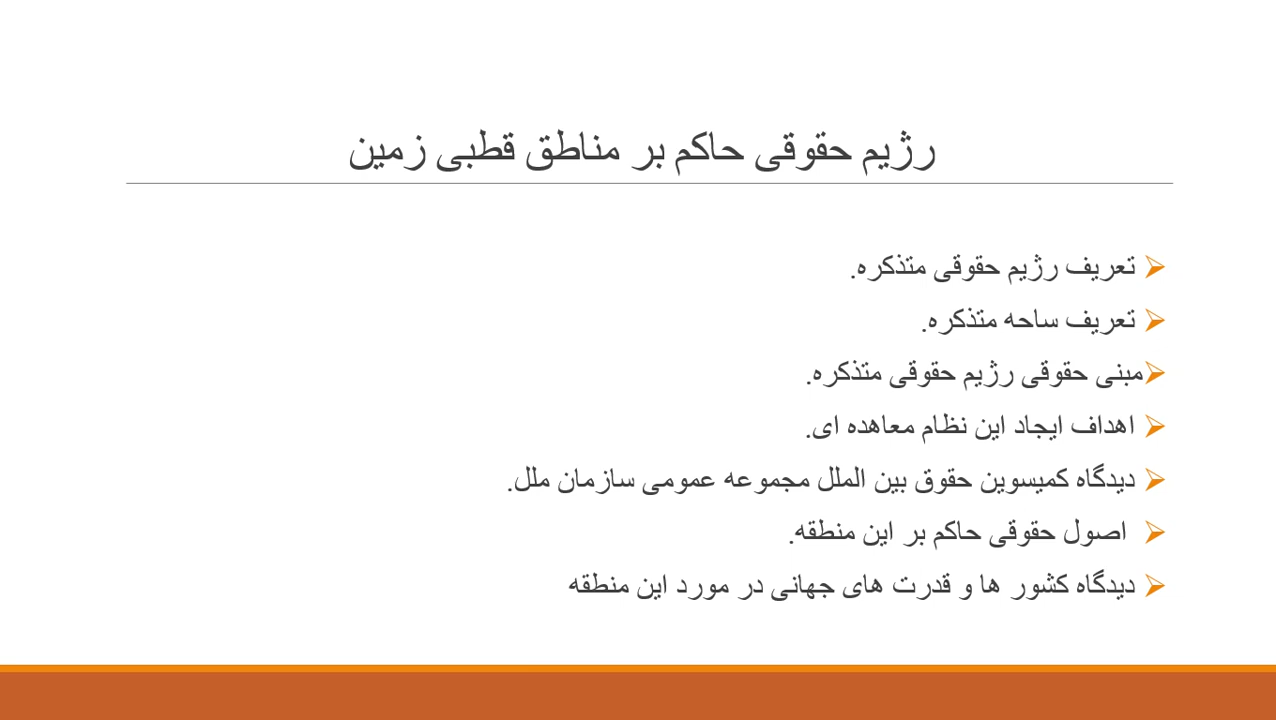 رژیم حقوقی حاکم بر مناطق قطبی زمین
تعریف رژیم حقوقی متذکره.
تعریف ساحه متذکره.
مبنی حقوقی رژیم حقوقی متذکره.
اهداف ایجاد این نظام معاهده ای.
دیدگاه کمیسوین حقوق بین الملل مجموعه عمومی سازمان ملل.
اصول حقوقی حاکم بر این منطقه.
دیدگاه کشور ها و قدرت های جهانی در مورد این منطقه